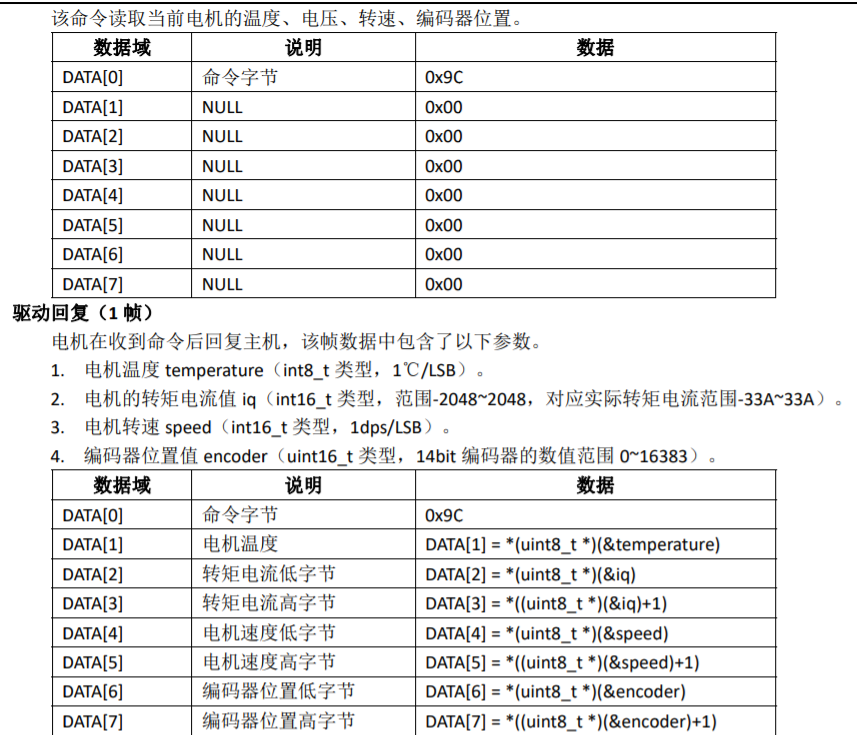 该命令读取当前电机的温度、电压、转速、编码器位置。
数据域 说明 数据
DATA[0] 命令字节 0x9C
DATA[1] NULL 0x00
DATA[2] NULL 0x00
DATA[3] NULL 0x00
DATA[4] NULL 0x00
DATA[5] NULL 0x00
DATA[6] NULL 0x00
DATA[7] NULL 0x00
驱动回复（1 帧）
电机在收到命令后回复主机，该帧数据中包含了以下参数。
1. 电机温度 temperature（int8_t 类型，1℃/LSB）。
2. 电机的转矩电流值 iq（int16_t 类型，范围-2048~2048，对应实际转矩电流范围-33A~33A）。
3. 电机转速 speed（int16_t 类型，1dps/LSB）。
4. 编码器位置值 encoder（uint16_t 类型，14bit 编码器的数值范围 0~16383）。
数据域 说明 数据
DATA[0] 命令字节 0x9C
DATA[1] 电机温度 DATA[1] = *(uint8_t *)(&temperature)
DATA[2] 转矩电流低字节 DATA[2] = *(uint8_t *)(&iq)
DATA[3] 转矩电流高字节 DATA[3] = *((uint8_t *)(&iq)+1)
DATA[4] 电机速度低字节 DATA[4] = *(uint8_t *)(&speed)
DATA[5] 电机速度高字节 DATA[5] = *((uint8_t *)(&speed)+1)
DATA[6] 编码器位置低字节 DATA[6] = *(uint8_t *)(&encoder)
DATA[7] 编码器位置高字节 DATA[7] = *((uint8_t *)(&encoder)+1)